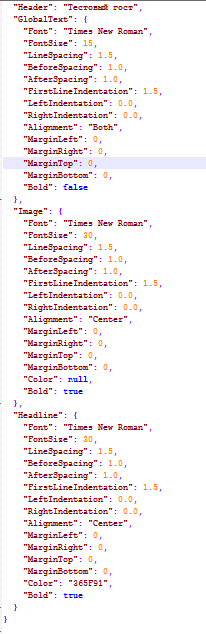 "Header": "Тестовый гост",
"GlobalText": {
"Font": "Times New Roman",
"FontSize": 15,
"LineSpacing": 1.5,
"BeforeSpacing": 1.0,
"AfterSpacing": 1.0,
"FirstLineIndentation": 1.5,
"LeftIndentation": 0.0,
"RightIndentation": 0.0,
"Alignment": "Both",
"MarginLeft": 0,
"MarginRight": 0,
"MarginTop": 0,
"MarginBottom": 0,
"Bold": false
},
"Image": {
"Font": "Times New Roman",
"FontSize": 30,
"LineSpacing": 1.5,
"BeforeSpacing": 1.0,
"AfterSpacing": 1.0,
"FirstLineIndentation": 1.5,
"LeftIndentation": 0.0,
"RightIndentation": 0.0,
"Alignment": "Center",
"MarginLeft": 0,
"MarginRight": 0,
"MarginTop": 0,
"MarginBottom": 0,
"Color": null,
"Bold": true
},
"Headline": {
"Font": "Times New Roman",
"FontSize": 30,
"LineSpacing": 1.5,
"BeforeSpacing": 1.0,
"AfterSpacing": 1.0,
"FirstLineIndentation": 1.5,
"LeftIndentation": 0.0,
"RightIndentation": 0.0,
"Alignment": "Center",
"MarginLeft": 0,
"MarginRight": 0,
"MarginTop": 0,
"MarginBottom": 0,
"Color": "365F91",
"Bold": true
}
}